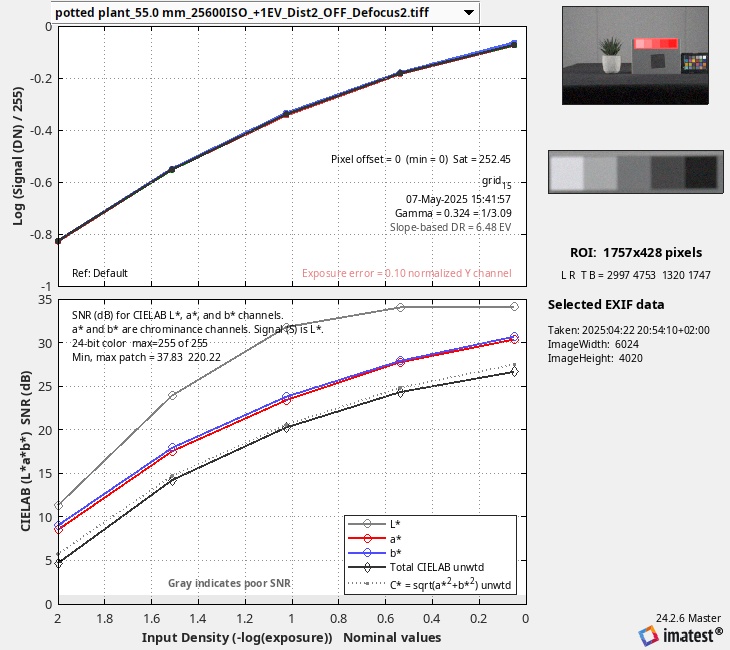 potted plant_55.0 mm_25600ISO_+1EV_Dist2_OFF_Defocus2.tiff
0
-0.2
-0.4
-0.6
-0.8
-1
Log (Signal (DN) / 255)
Pixel offset = 0 (min = 0) Sat = 252.45
grid15
07-May-2025 15:41:57
Gamma = 0.324 = 1/3.09
Slope-based DR = 6.48 EV
Ref: Default
Exposure error = 0.10 normalized Y channel
ROI: 1757x428 pixels
L R T B = 2997 4753 1320 1747
Selected EXIF data
Taken: 2025:04:22 20:54:10+02:00
ImageWidth: 6024
ImageHeight: 4020
35
30
25
20
15
10
5
0
CIELAB (L*a*b*) SNR (dB)
SNR (dB) for CIELAB L*, a*, and b* channels.
a* and b* are chrominance channels. Signal (S) is L*.
24-bit color max=255 of 255
Min, max patch = 37.83 220.22
L*
a*
b*
Total CIELAB unwtd
C* = sqrt(a*2+b*2) unwtd
Gray indicates poor SNR
2 1.8 1.6 1.4 1.2 1 0.8 0.6 0.4 0.2 0
Input Density (-log(exposure)) Nominal values
24.2.6 Master
imatest®